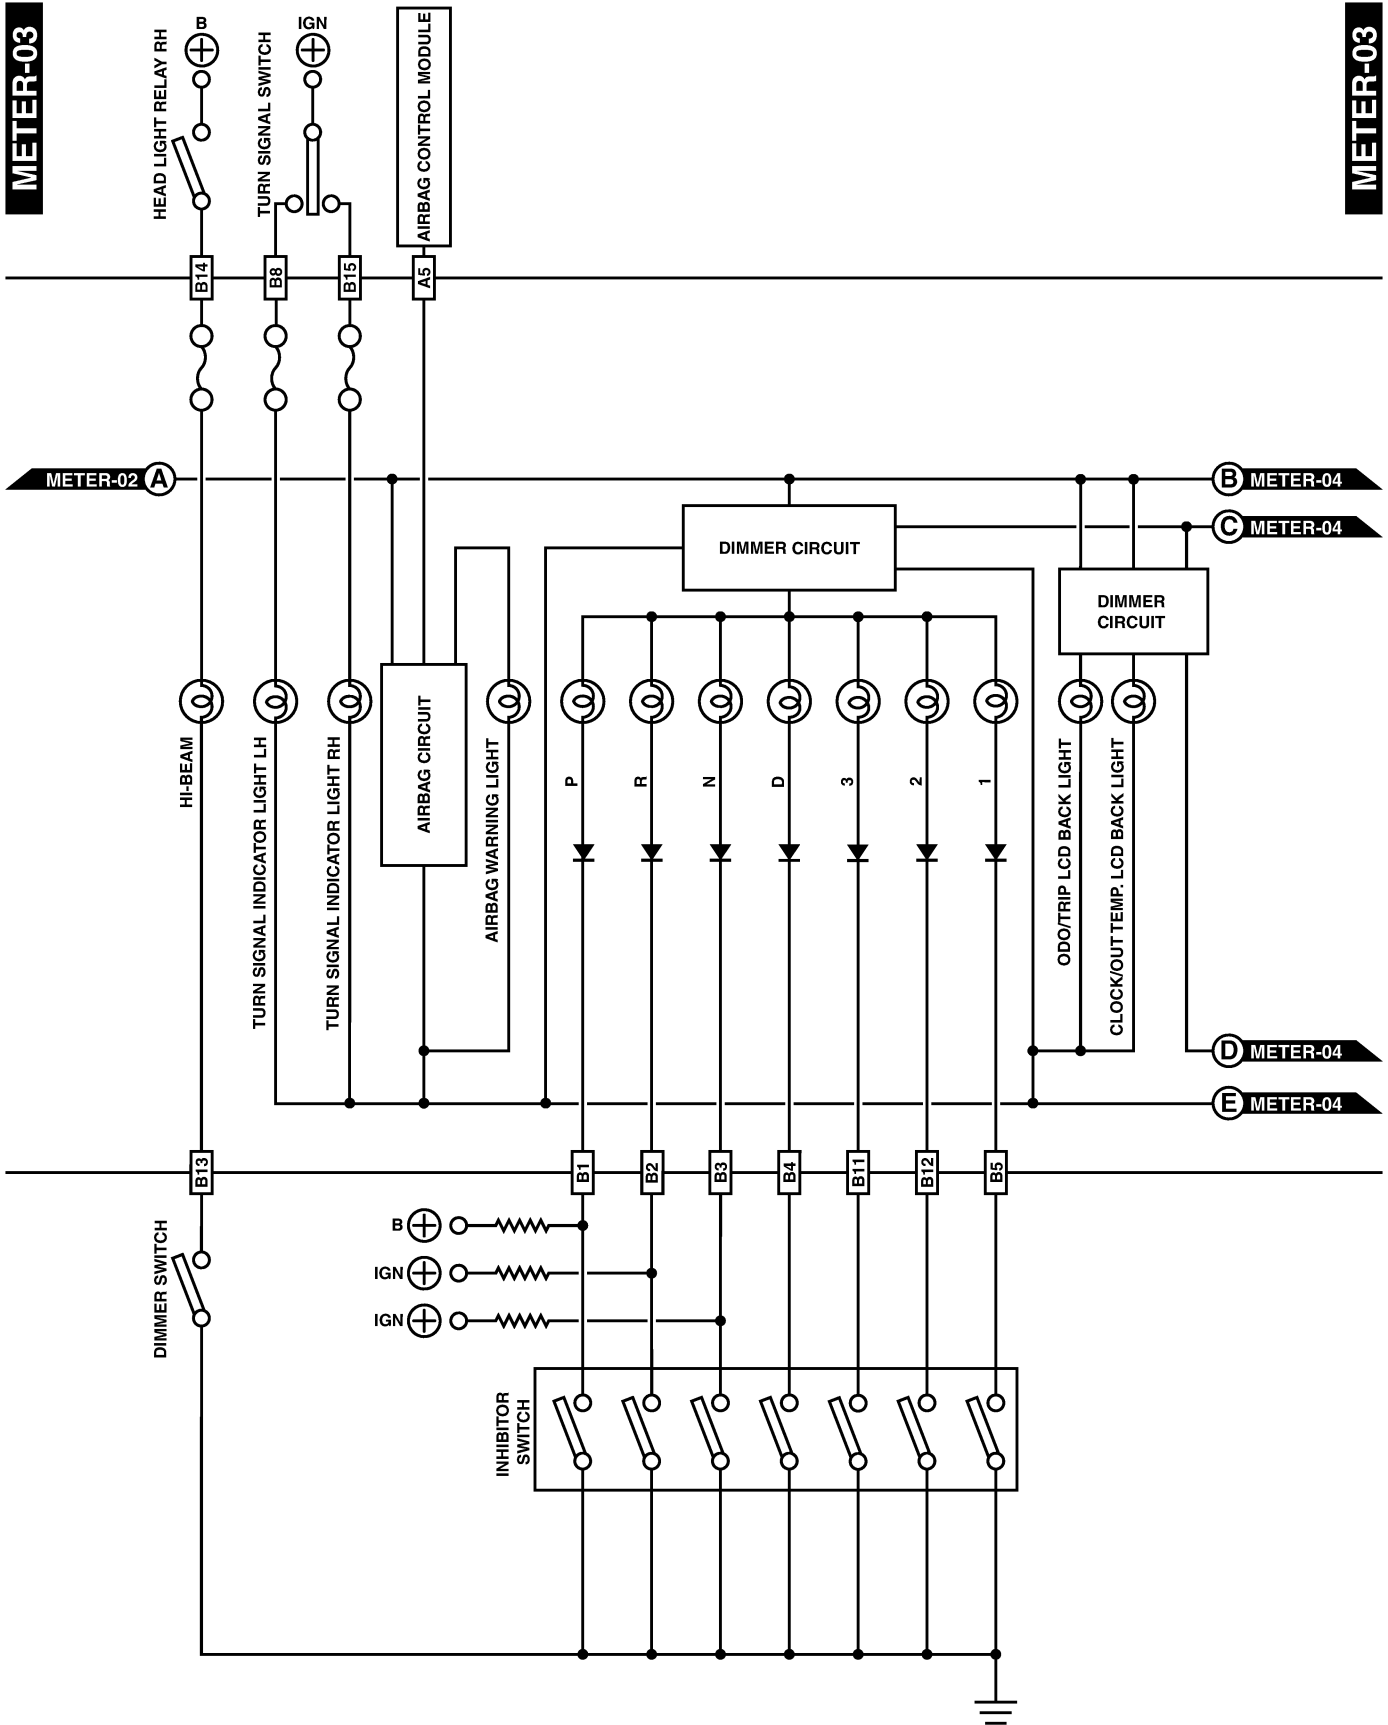 METER-03
METER-03
B
IGN
HEAD LIGHT RELAY RH
TURN SIGNAL SWITCH
AIRBAG CONTROL MODULE
B14
B8
B15
A5
METER-02
A
B
METER-04
C
METER-04
DIMMER CIRCUIT
DIMMER
CIRCUIT
HI-BEAM
TURN SIGNAL INDICATOR LIGHT LH
TURN SIGNAL INDICATOR LIGHT RH
AIRBAG CIRCUIT
AIRBAG WARNING LIGHT
P
R
N
D
3
2
1
ODO/TRIP LCD BACK LIGHT
CLOCK/OUT TEMP. LCD BACK LIGHT
D
METER-04
E
METER-04
B13
B1
B2
B3
B4
B11
B12
B5
DIMMER SWITCH
B
IGN
IGN
INHIBITOR
SWITCH